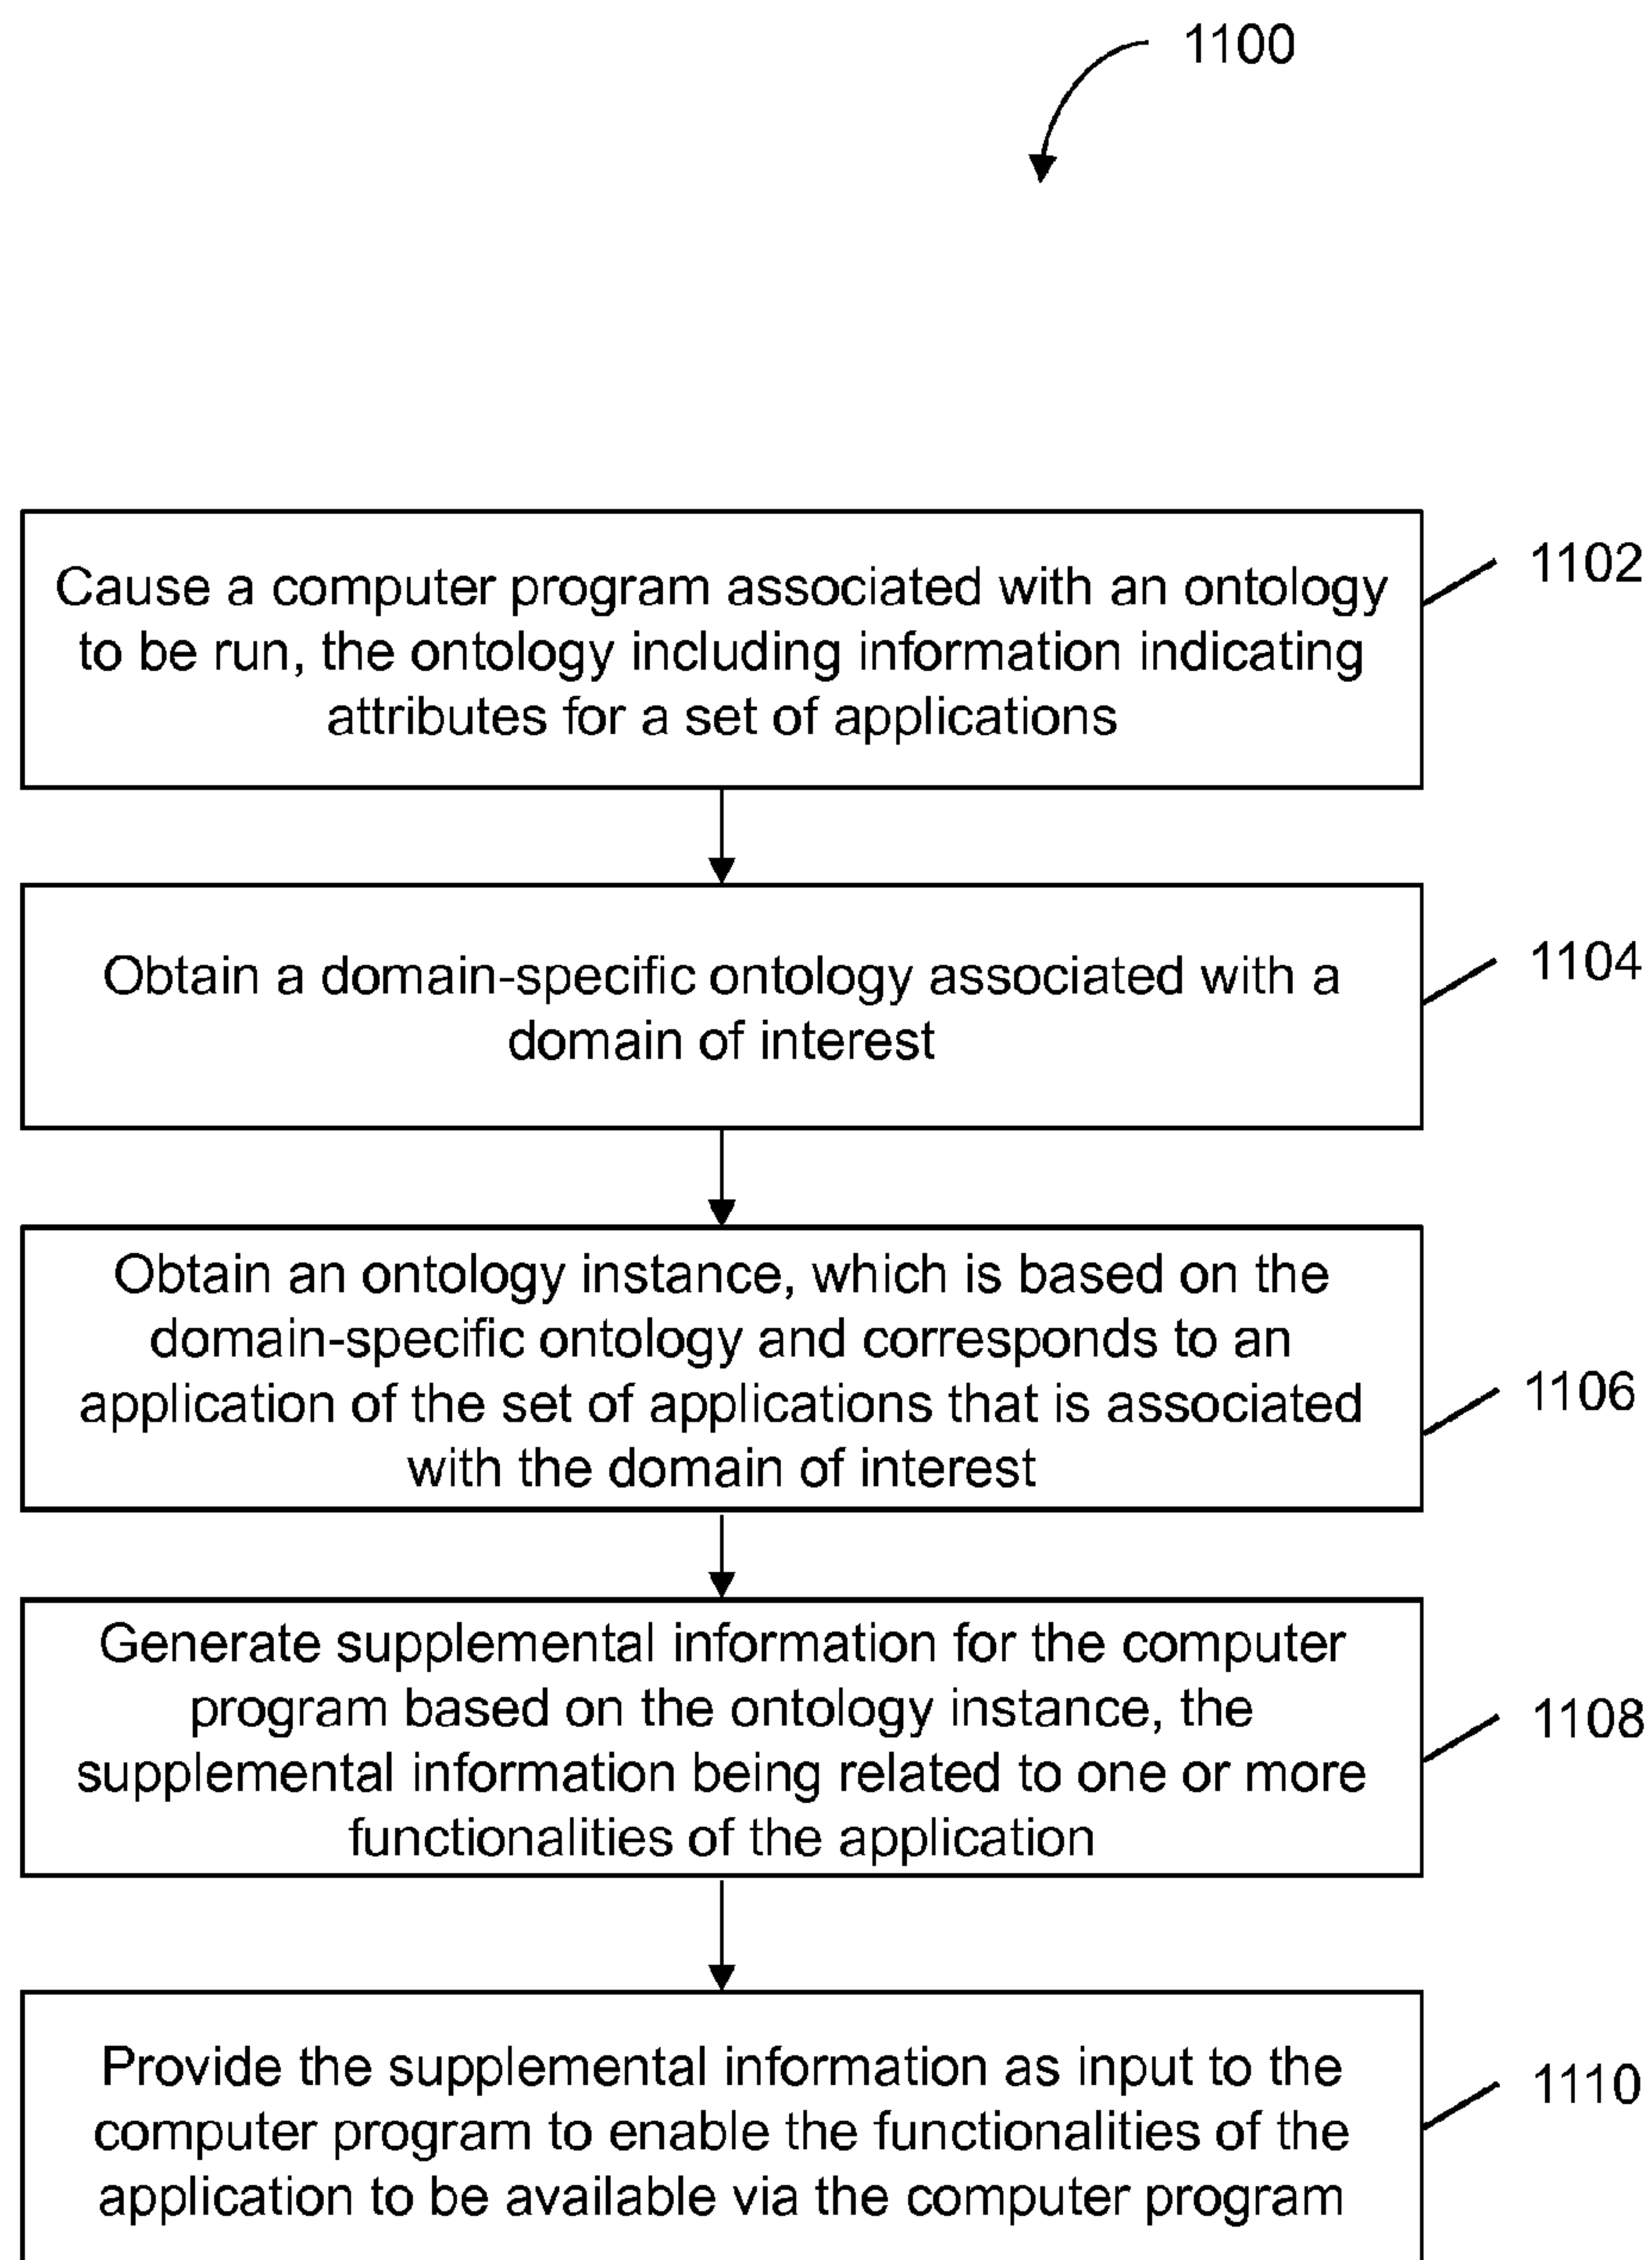 1100
Cause a computer program associated with an ontology
to be run, the ontology including information indicating
attributes for a set of applications
1102
Obtain a domain-specific ontology associated with a
domain of interest
1104
Obtain an ontology instance, which is based on the
domain-specific ontology and corresponds to an
application of the set of applications that is associated
with the domain of interest
1106
Generate supplemental information for the computer
program based on the ontology instance, the
supplemental information being related to one or more
functionalities of the application
1108
Provide the supplemental information as input to the
computer program to enable the functionalities of the
application to be available via the computer program
1110